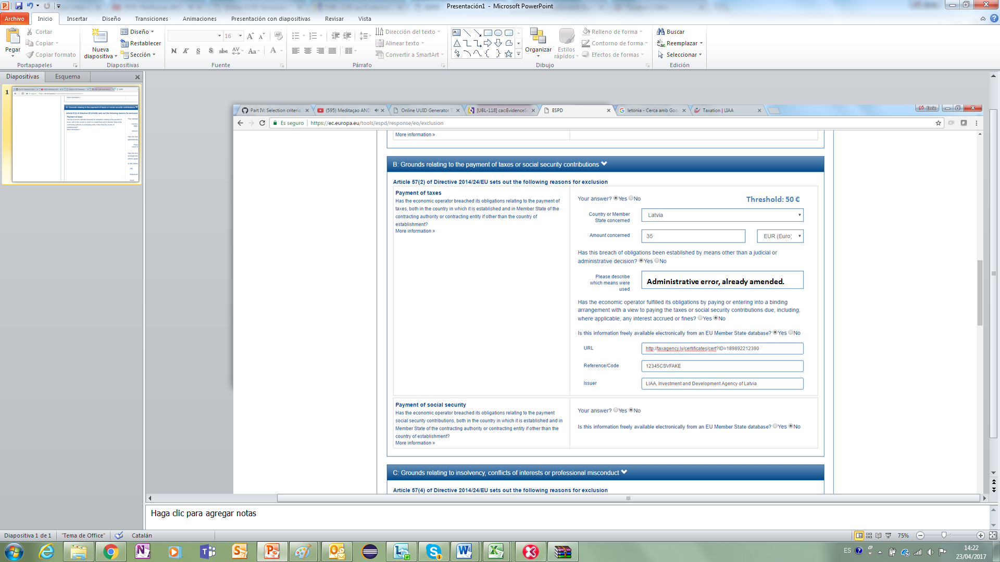 Presentación1 - Microsoft PowerPoint
Archivo Inicio Insertar Diseño Transiciones Animaciones Presentación con diapositivas Revisar Vista
Pegar
Cortar
Copiar
Copiar formato
Portapapeles
Nueva diapositiva
Diseño
Restablecer
Sección
Diapositivas
16
Fuente
Dirección del texto
Alinear texto
Convertir a SmartArt
Párrafo
Organizar
Estilos rápidos
Relleno de forma
Contorno de forma
Efectos de formas
Dibujo
Buscar
Reemplazar
Seleccionar
Edición
Diapositivas Esquema
1
Part IV: Selection criteria (595) Meditaçao AND Online UUID Generator T [UBL-118] cac:EvidenceS ESPD letonia - Cerca amb Goo Taxation | LIAA Enric
Es seguro https://ec.europa.eu/tools/espd/response/eo/exclusion
More information »
B: Grounds relating to the payment of taxes or social security contributions
Article 57(2) of Directive 2014/24/EU sets out the following reasons for exclusion
Payment of taxes
Has the economic operator breached its obligations relating to the payment of
taxes, both in the country in which it is established and in Member State of the
contracting authority or contracting entity if other than the country of
establishment?
More information »
Your answer? Yes No
Threshold: 50 €
Country or Member
State concerned
Latvia
Amount concerned
35
EUR (Euro)
Has this breach of obligations been established by means other than a judicial or
administrative decision? Yes No
Please describe
which means were
used
Administrative error, already amended.
Has the economic operator fulfilled its obligations by paying or entering into a binding
arrangement with a view to paying the taxes or social security contributions due, including,
where applicable, any interest accrued or fines? Yes No
Is this information freely available electronically from an EU Member State database? Yes No
URL
http://taxagency.lv/certificates/cert?ID=189892212390
Reference/Code
12345CSVFAKE
Issuer
LIAA, Investment and Development Agency of Latvia
Payment of social security
Has the economic operator breached its obligations relating to the payment
social security contributions, both in the country in which it is established and in
Member State of the contracting authority or contracting entity if other than the
country of establishment?
More information »
Your answer? Yes No
Is this information freely available electronically from an EU Member State database? Yes No
C: Grounds relating to insolvency, conflicts of interests or professional misconduct
Article 57(4) of Directive 2014/24/EU sets out the following reasons for exclusion
Haga clic para agregar notas
Diapositiva 1 de 1 "Tema de Office" Catalán 75%
ES 14:22
23/04/2017